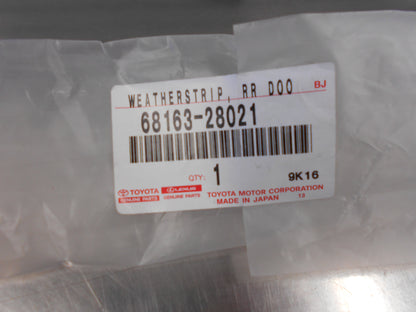 WEATHERSTRIP, RR DOO BJ
68163-28021
QTY: 1 9K16
TOYOTA LEXUS TOYOTA MOTOR CORPORATION
GENUINE PARTS GENUINE PARTS MADE IN JAPAN 13